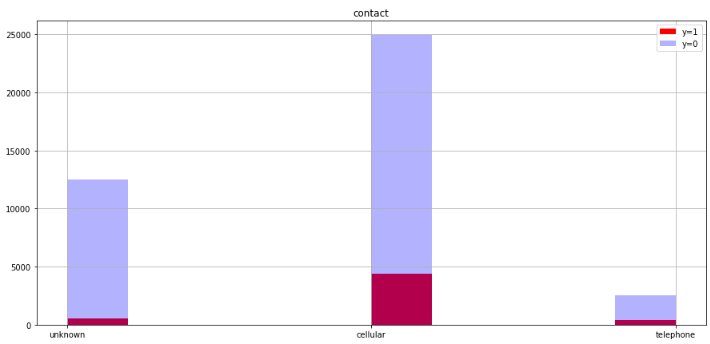 contact
y=1
y=0
25000
20000
15000
10000
5000
0
unknown
cellular
telephone